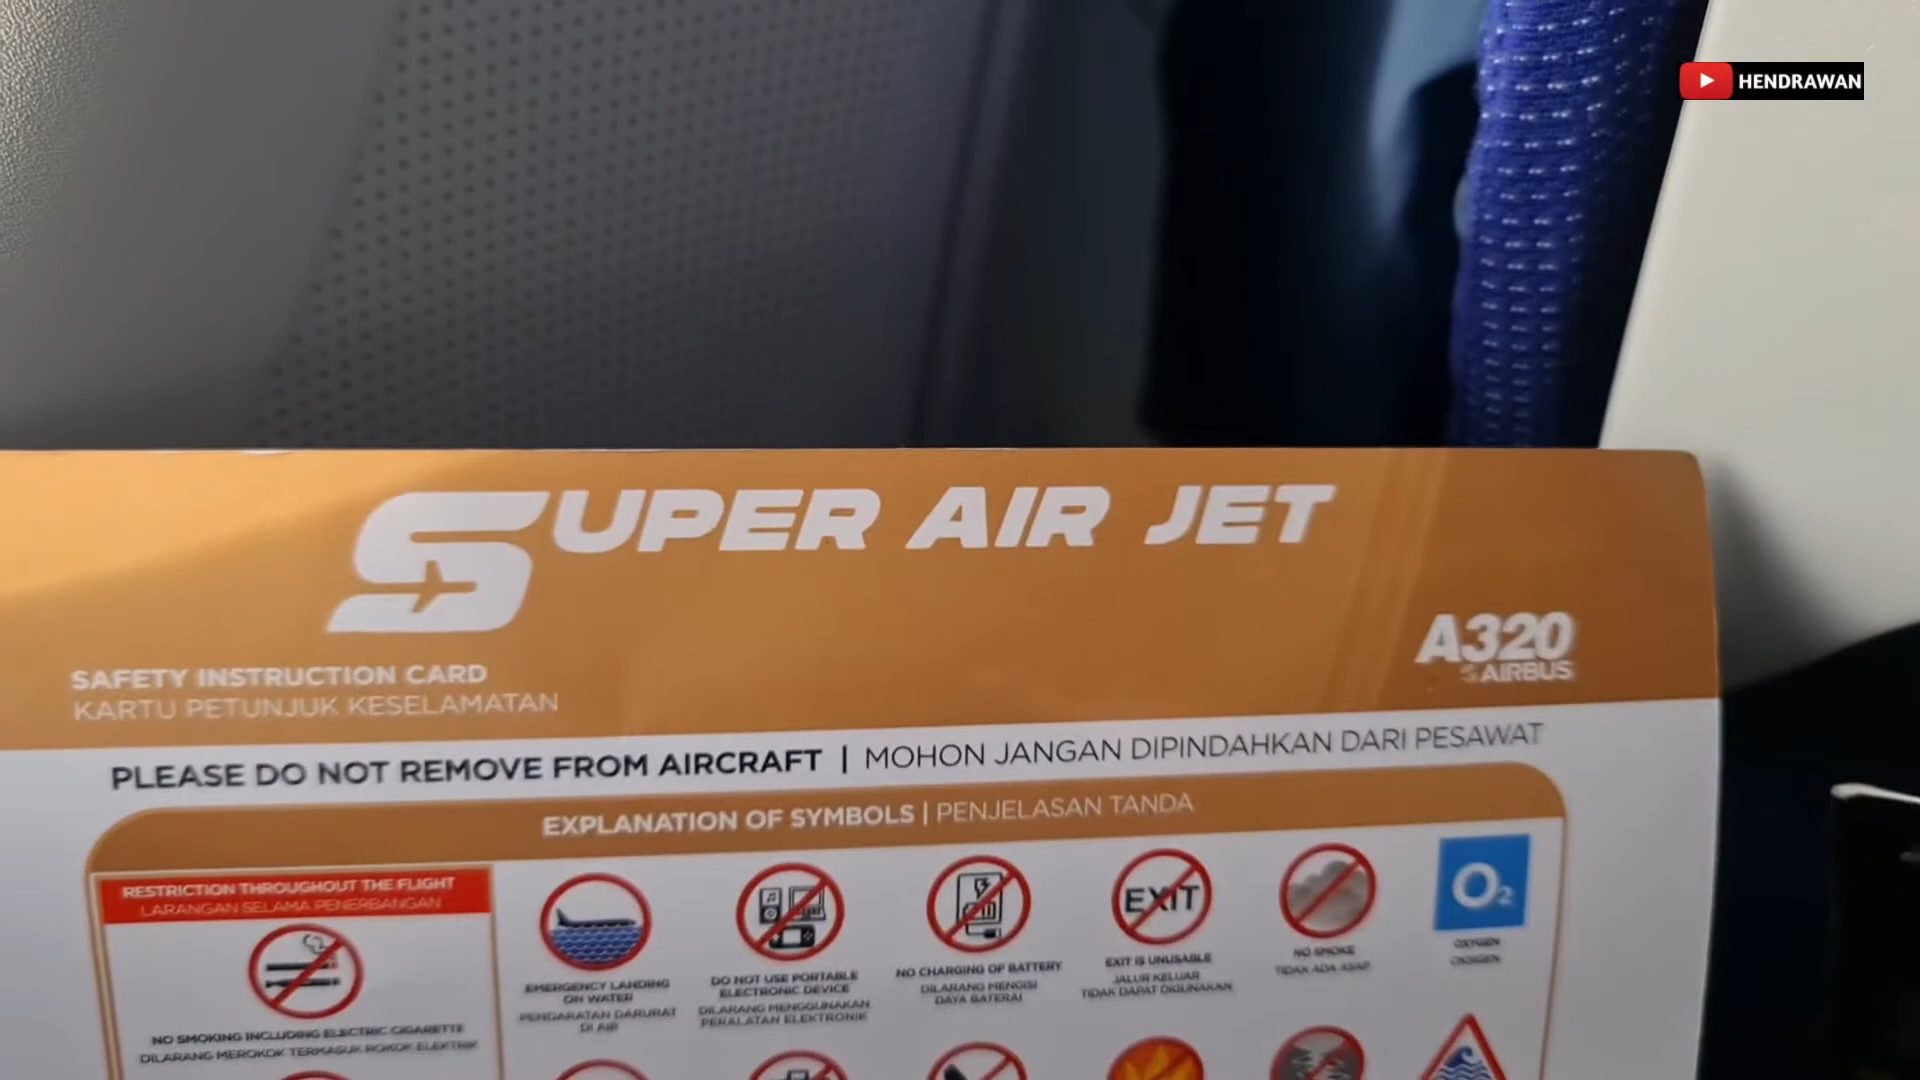 HENDRAWAN
SUPER AIR JET
A320
AIRBUS
SAFETY INSTRUCTION CARD
KARTU PETUNJUK KESELAMATAN
PLEASE DO NOT REMOVE FROM AIRCRAFT | MOHON JANGAN DIPINDAHKAN DARI PESAWAT
EXPLANATION OF SYMBOLS | PENJELASAN TANDA
RESTRICTION THROUGHOUT THE FLIGHT
LARANGAN SELAMA PENERBANGAN
NO SMOKING INCLUDING ELECTRIC CIGARETTE
DILARANG MEROKOK TERMASUK ROKOK ELEKTRIK
EMERGENCY LANDING
ON WATER
PENDARATAN DARURAT
DI AIR
DO NOT USE PORTABLE
ELECTRONIC DEVICE
DILARANG MENGGUNAKAN
PERALATAN ELEKTRONIK
NO CHARGING OF BATTERY
DILARANG MENGISI
DAYA BATERAI
EXIT
EXIT IS UNUSABLE
JALUR KELUAR
TIDAK DAPAT DIGUNAKAN
NO SMOKE
TIDAK ADA ASAP
O2
OXYGEN
OKSIGEN